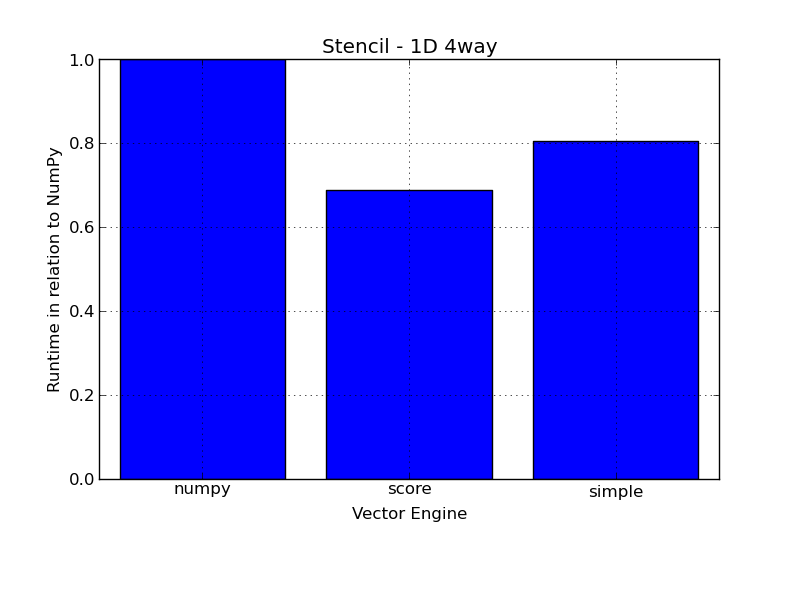 Stencil - 1D 4way
Runtime in relation to NumPy
1.0
0.8
0.6
0.4
0.2
0.0
numpy score simple
Vector Engine